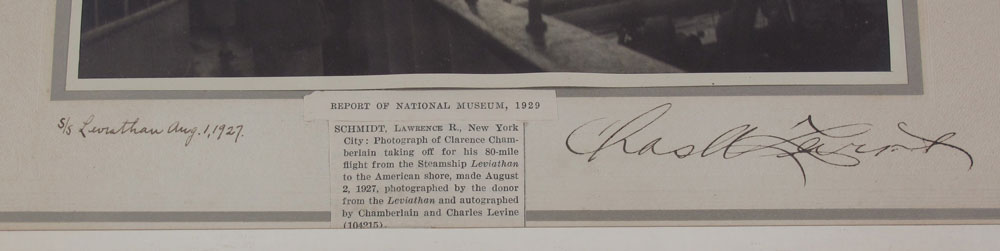 S/S Leviathan Aug. 1, 1927.
REPORT OF NATIONAL MUSEUM, 1929
SCHMIDT, LAWRENCE R., New York
City: Photograph of Clarence Cham-
berlain taking off for his 80-mile
flight from the Steamship Leviathan
to the American shore, made August
2, 1927, photographed by the donor
from the Leviathan and autographed
by Chamberlain and Charles Levine
(104215).
Chas A Levine